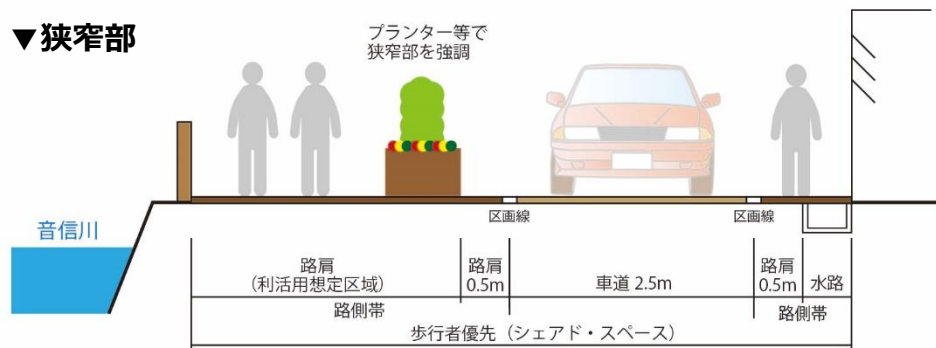 ▼狭窄部
プランター等で
狭窄部を強調
音信川
区画線
区画線
路肩
(利活用想定区域)
路肩
0.5m
車道 2.5m
路肩
0.5m
水路
路側帯
路側帯
歩行者優先(シェアド・スペース)